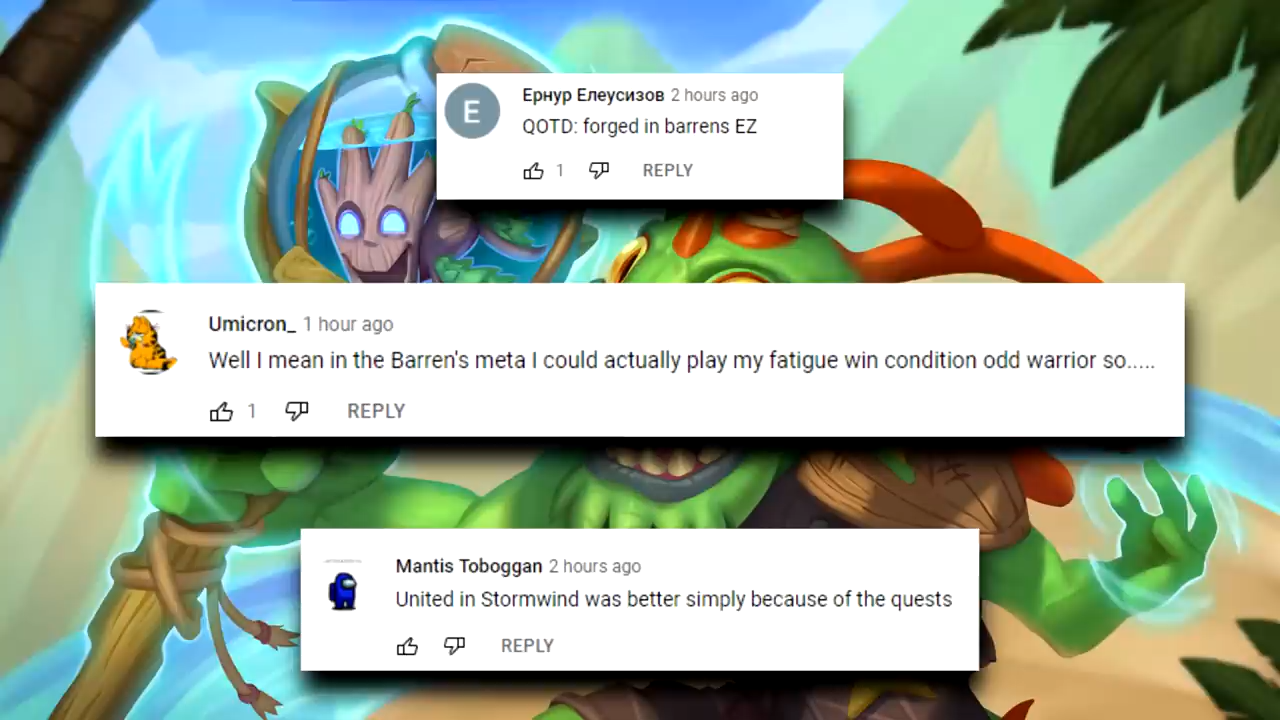 E
Ернур Елеусизов 2 hours ago
QOTD: forged in barrens EZ
1 REPLY
Umicron_ 1 hour ago
Well I mean in the Barren's meta I could actually play my fatigue win condition odd warrior so.....
1 REPLY
Mantis Toboggan 2 hours ago
United in Stormwind was better simply because of the quests
REPLY